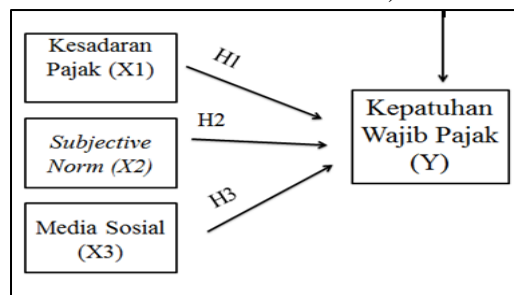 Kesadaran
Pajak (X1)
H1
Subjective
Norm (X2)
H2
Media Sosial
(X3)
H3
Kepatuhan
Wajib Pajak
(Y)